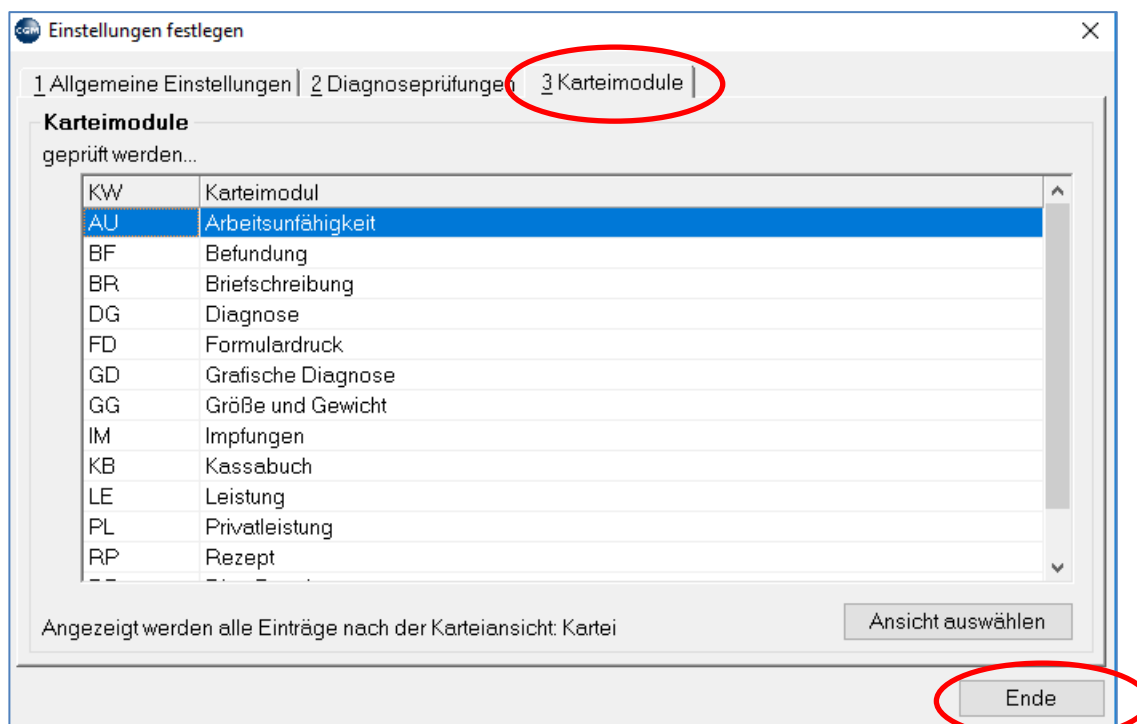 CGM Einstellungen festlegen
1 Allgemeine Einstellungen 2 Diagnoseprüfungen 3 Karteimodule
Karteimodule
geprüft werden...
KW Karteimodul
AU Arbeitsunfähigkeit
BF Befundung
BR Briefschreibung
DG Diagnose
FD Formulardruck
GD Grafische Diagnose
GG Größe und Gewicht
IM Impfungen
KB Kassabuch
LE Leistung
PL Privatleistung
RP Rezept
Angezeigt werden alle Einträge nach der Karteiansicht: Kartei Ansicht auswählen
Ende